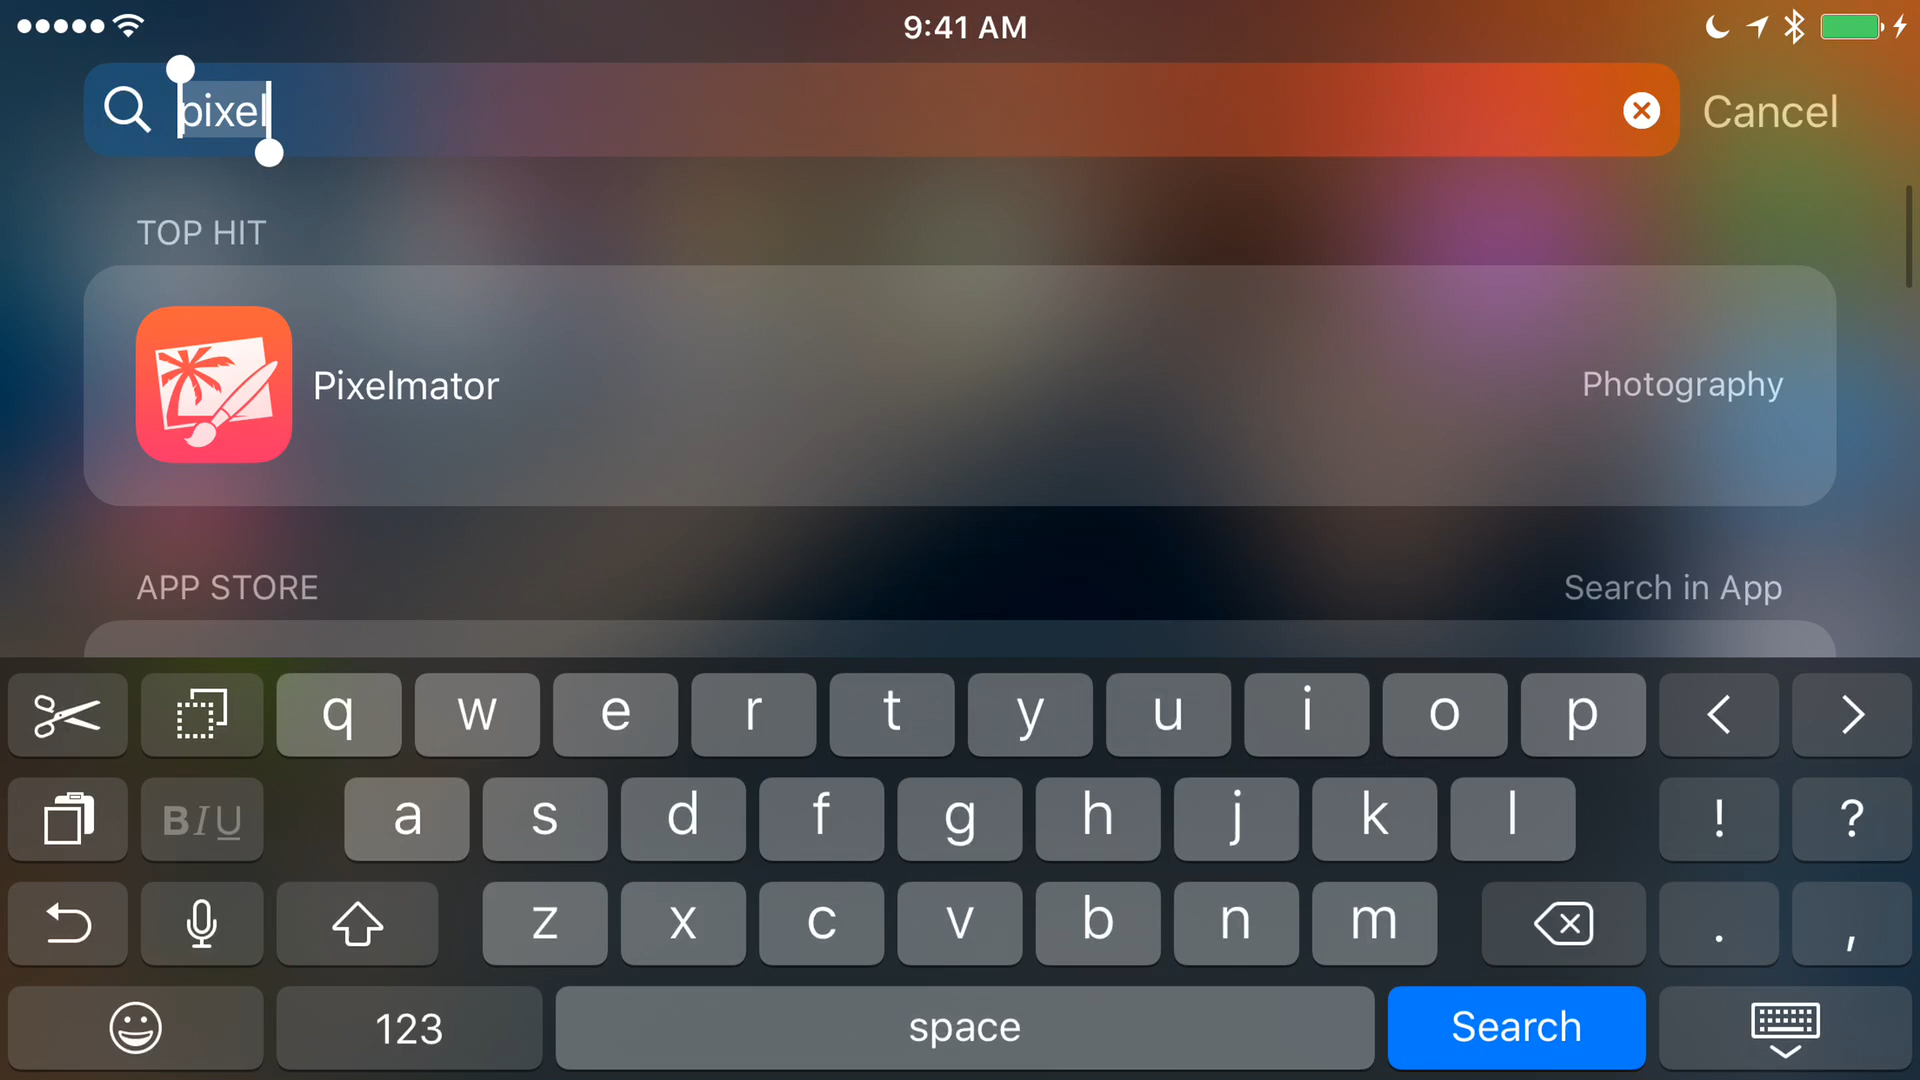 9:41 AM
pixel
Cancel
TOP HIT
Pixelmator
Photography
APP STORE
Search in App
q w e r t y u i o p < >
BIU a s d f g h j k l ! ?
z x c v b n m . ,
123 space Search